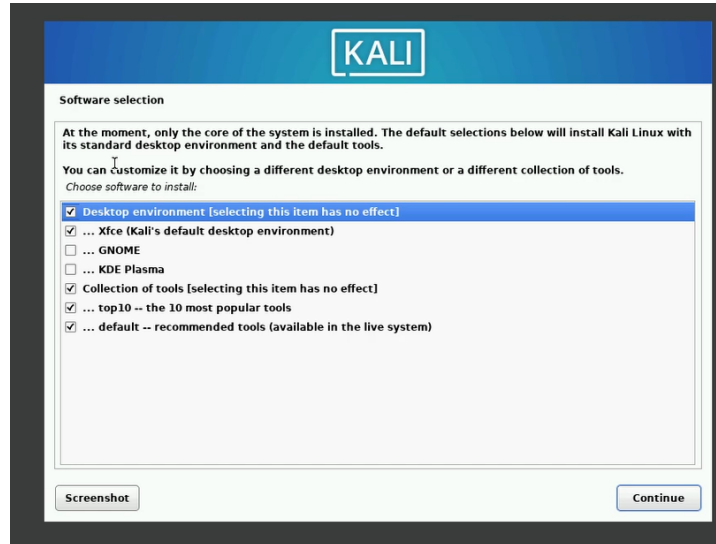 KALI
Software selection
At the moment, only the core of the system is installed. The default selections below will install Kali Linux with
its standard desktop environment and the default tools.
You can customize it by choosing a different desktop environment or a different collection of tools.
Choose software to install:
Desktop environment [selecting this item has no effect]
... Xfce (Kali's default desktop environment)
... GNOME
... KDE Plasma
Collection of tools [selecting this item has no effect]
... top10 -- the 10 most popular tools
... default -- recommended tools (available in the live system)
Screenshot
Continue